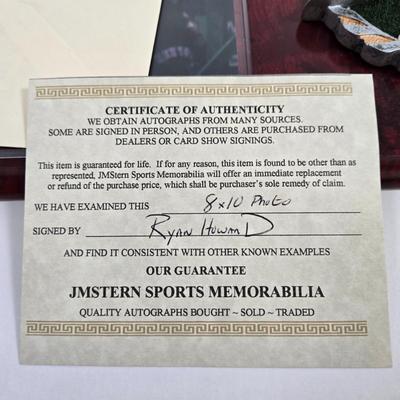 CERTIFICATE OF AUTHENTICITY
WE OBTAIN AUTOGRAPHS FROM MANY SOURCES.
SOME ARE SIGNED IN PERSON, AND OTHERS ARE PURCHASED FROM
DEALERS OR CARD SHOW SIGNINGS.
This item is guaranteed for life. If for any reason, this item is found to be other than as
represented, JMStern Sports Memorabilia will offer an immediate replacement
or refund of the purchase price, which shall be purchaser's sole remedy of claim.
WE HAVE EXAMINED THIS 8x10 Photo
SIGNED BY Ryan Howard
AND FIND IT CONSISTENT WITH OTHER KNOWN EXAMPLES
OUR GUARANTEE
JMSTERN SPORTS MEMORABILIA
QUALITY AUTOGRAPHS BOUGHT ~ SOLD ~ TRADED